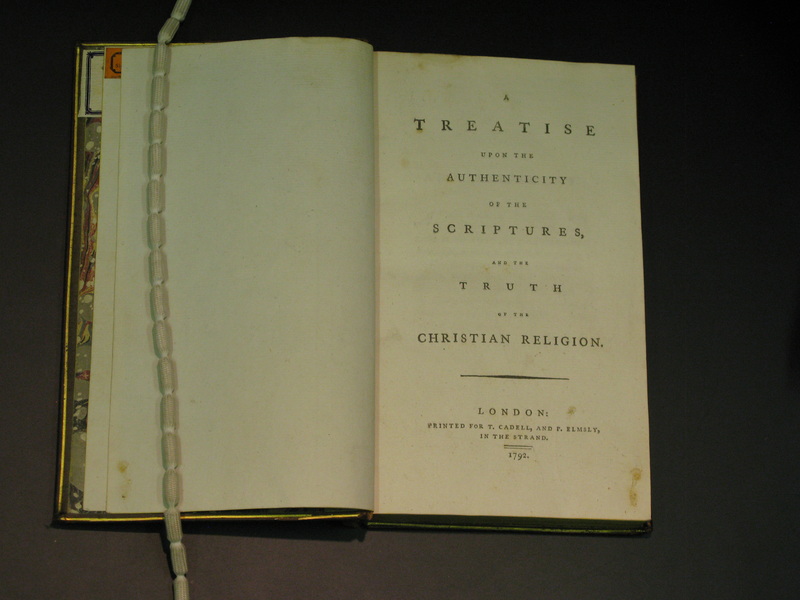 A
TREATISE
UPON THE
AUTHENTICITY
OF THE
SCRIPTURES,
AND THE
TRUTH
OF THE
CHRISTIAN RELIGION.
LONDON:
PRINTED FOR T. CADELL, AND P. ELMSLY,
IN THE STRAND.
1792.